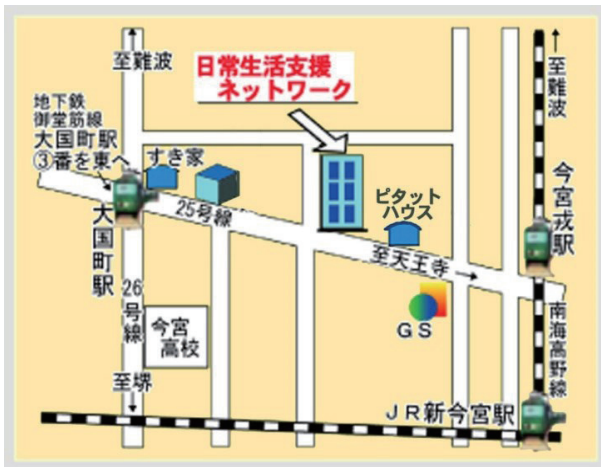 至難波
日常生活支援
ネットワーク
至難波
地下鉄
御堂筋線
大国町駅
③番を東へ
すき家
大国町駅
25号線
ピタット
ハウス
今宮戎駅
至天王寺
26号線
今宮
高校
GS
南海高野線
至堺
JR新今宮駅